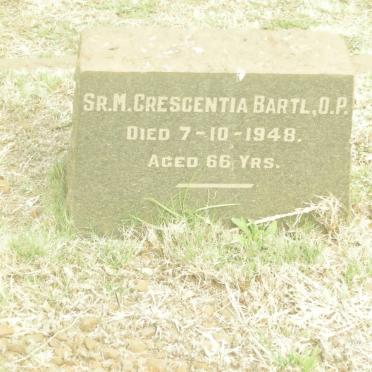 SR. M. CRESCENTIA BARTL, O.P.
DIED 7-10-1948.
AGED 66 YRS.